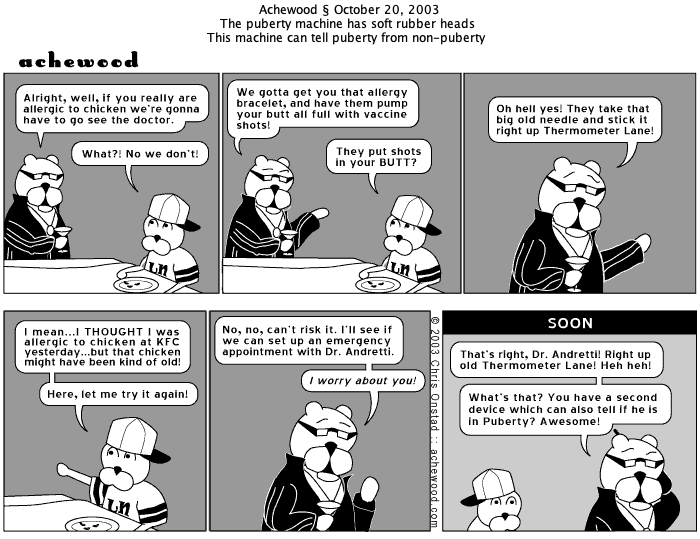 Achewood § October 20, 2003
The puberty machine has soft rubber heads
This machine can tell puberty from non-puberty
achewood
Alright, well, if you really are
allergic to chicken we're gonna
have to go see the doctor.
What?! No we don't!
LN
We gotta get you that allergy
bracelet, and have them pump
your butt all full with vaccine
shots!
They put shots
in your BUTT?
LN
Oh hell yes! They take that
big old needle and stick it
right up Thermometer Lane!
I mean...I THOUGHT I was
allergic to chicken at KFC
yesterday...but that chicken
might have been kind of old!
Here, let me try it again!
LN
No, no, can't risk it. I'll see if
we can set up an emergency
appointment with Dr. Andretti.
I worry about you!
© 2003 Chris Onstad :: achewood.com
SOON
That's right, Dr. Andretti! Right up
old Thermometer Lane! Heh heh!
What's that? You have a second
device which can also tell if he is
in Puberty? Awesome!